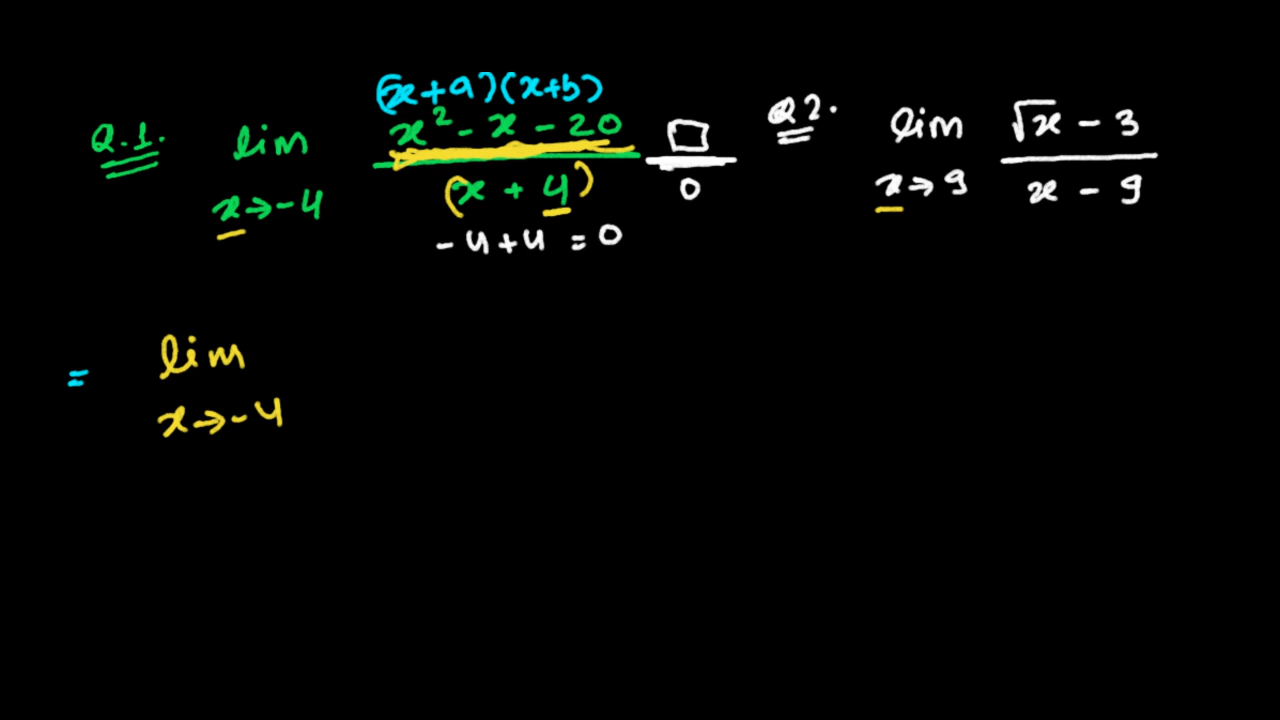 (x+a)(x+b)
Q.1. lim x² - x - 20 □ Q2. lim √x - 3
x→-4 (x + 4) 0 x→9 x - 9
-4+4 = 0
= lim
x→-4